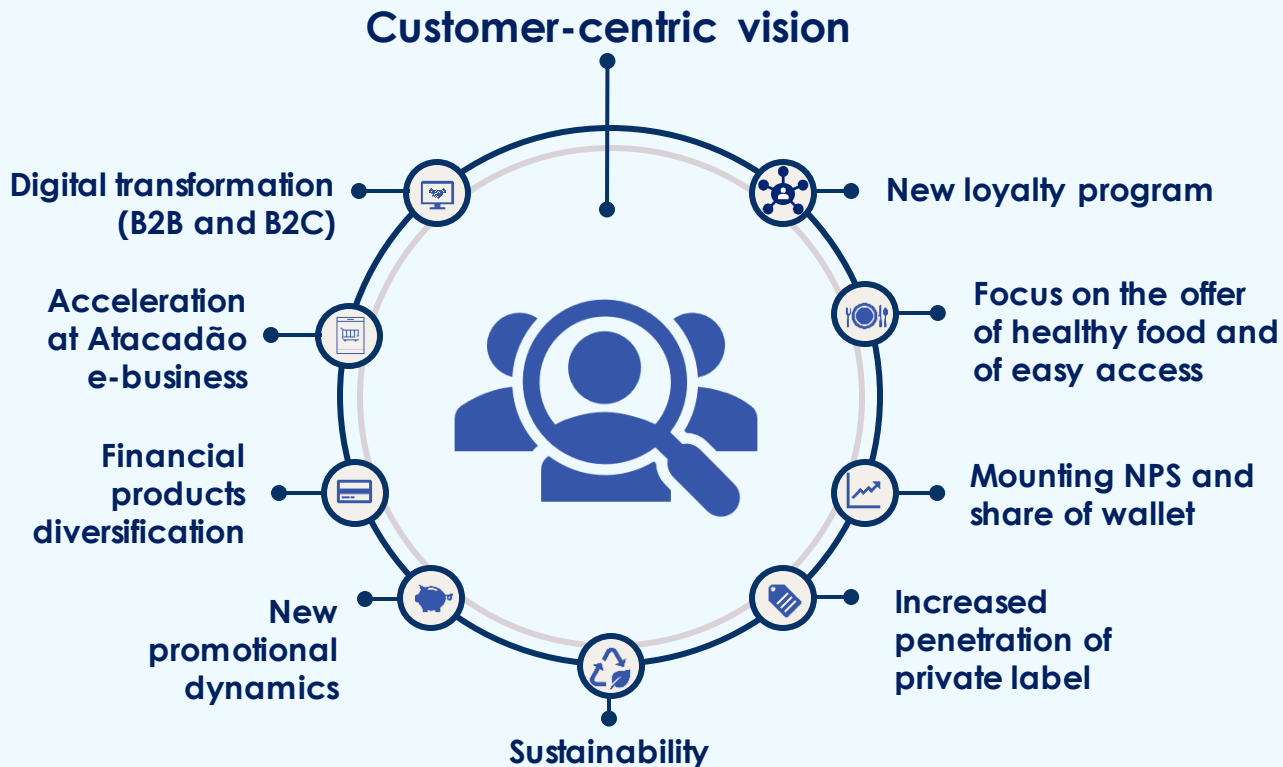 Customer-centric vision
Digital transformation
(B2B and B2C)
Acceleration
at Atacadão
e-business
Financial
products
diversification
New
promotional
dynamics
Sustainability
New loyalty program
Focus on the offer
of healthy food and
of easy access
Mounting NPS and
share of wallet
Increased
penetration of
private label